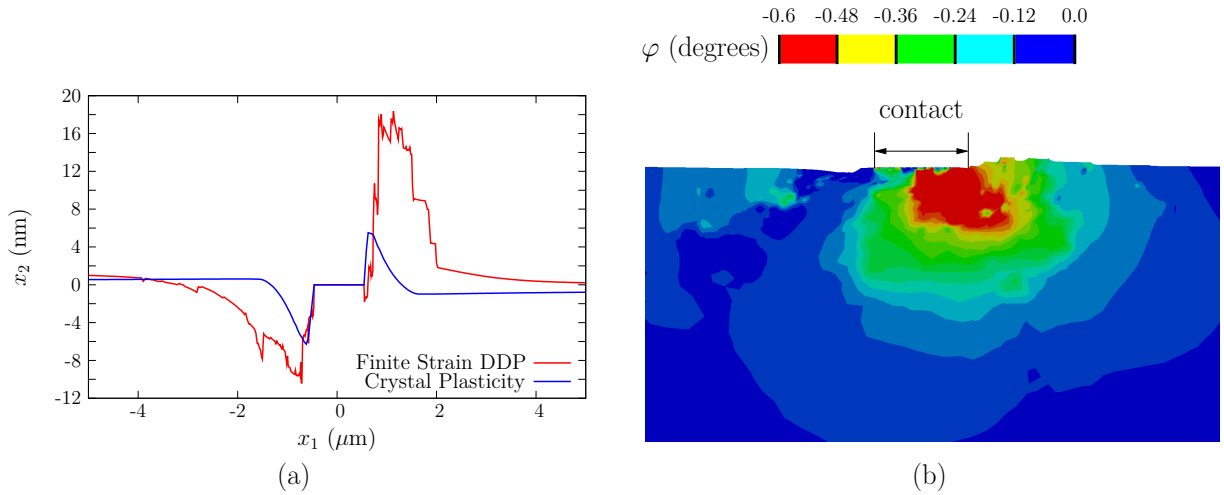 20
16
12
8
4
0
-4
-8
-12
x2 (nm)
Finite Strain DDP
Crystal Plasticity
-4 -2 0 2 4
x1 (μm)
(a)
-0.6 -0.48 -0.36 -0.24 -0.12 0.0
φ (degrees)
contact
(b)